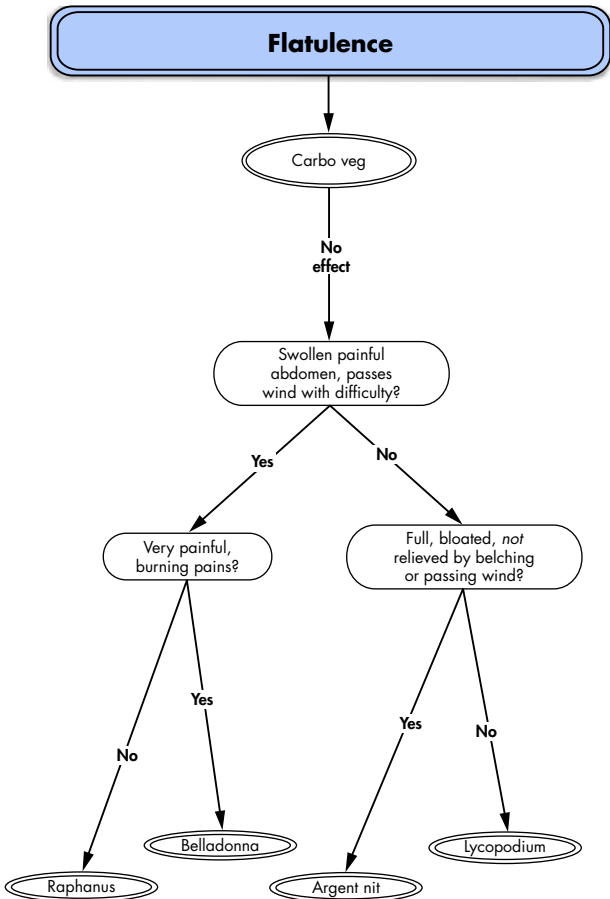 Flatulence
Carbo veg
No
effect
Swollen painful
abdomen, passes
wind with difficulty?
Yes
No
Very painful,
burning pains?
Full, bloated, not
relieved by belching
or passing wind?
Yes
No
Yes
No
Belladonna
Lycopodium
Raphanus
Argent nit